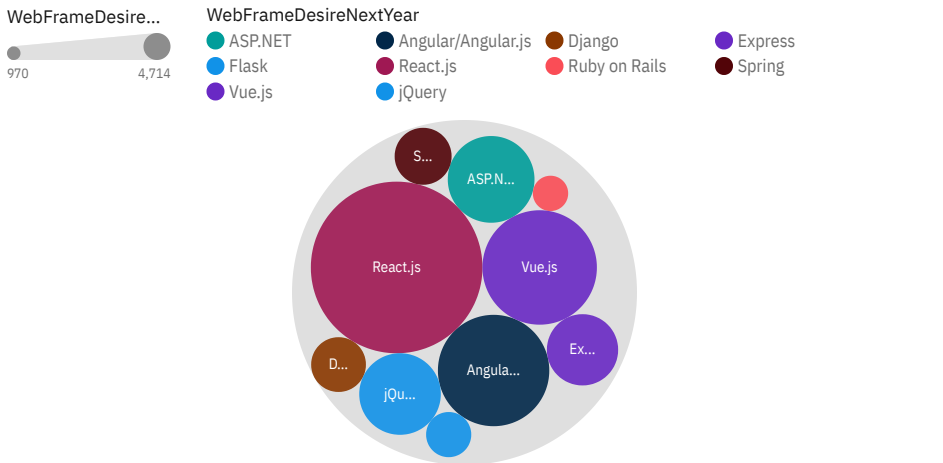 WebFrameDesire...
970 4,714
WebFrameDesireNextYear
ASP.NET Angular/Angular.js Django Express
Flask React.js Ruby on Rails Spring
Vue.js jQuery
S...
ASP.N...
React.js
Vue.js
Ex...
D...
Angula...
jQu...